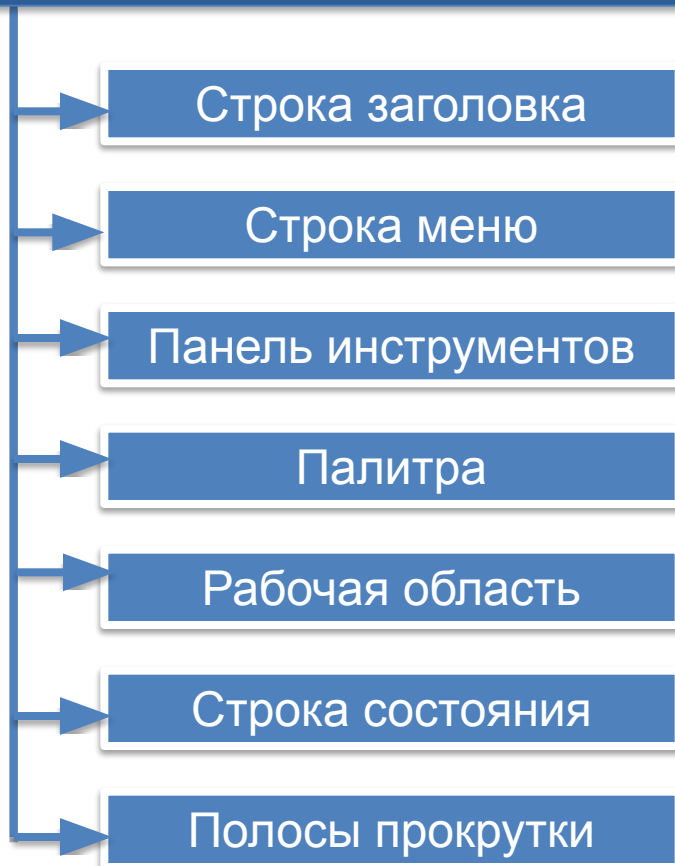 Строка заголовка
Строка меню
Панель инструментов
Палитра
Рабочая область
Строка состояния
Полосы прокрутки